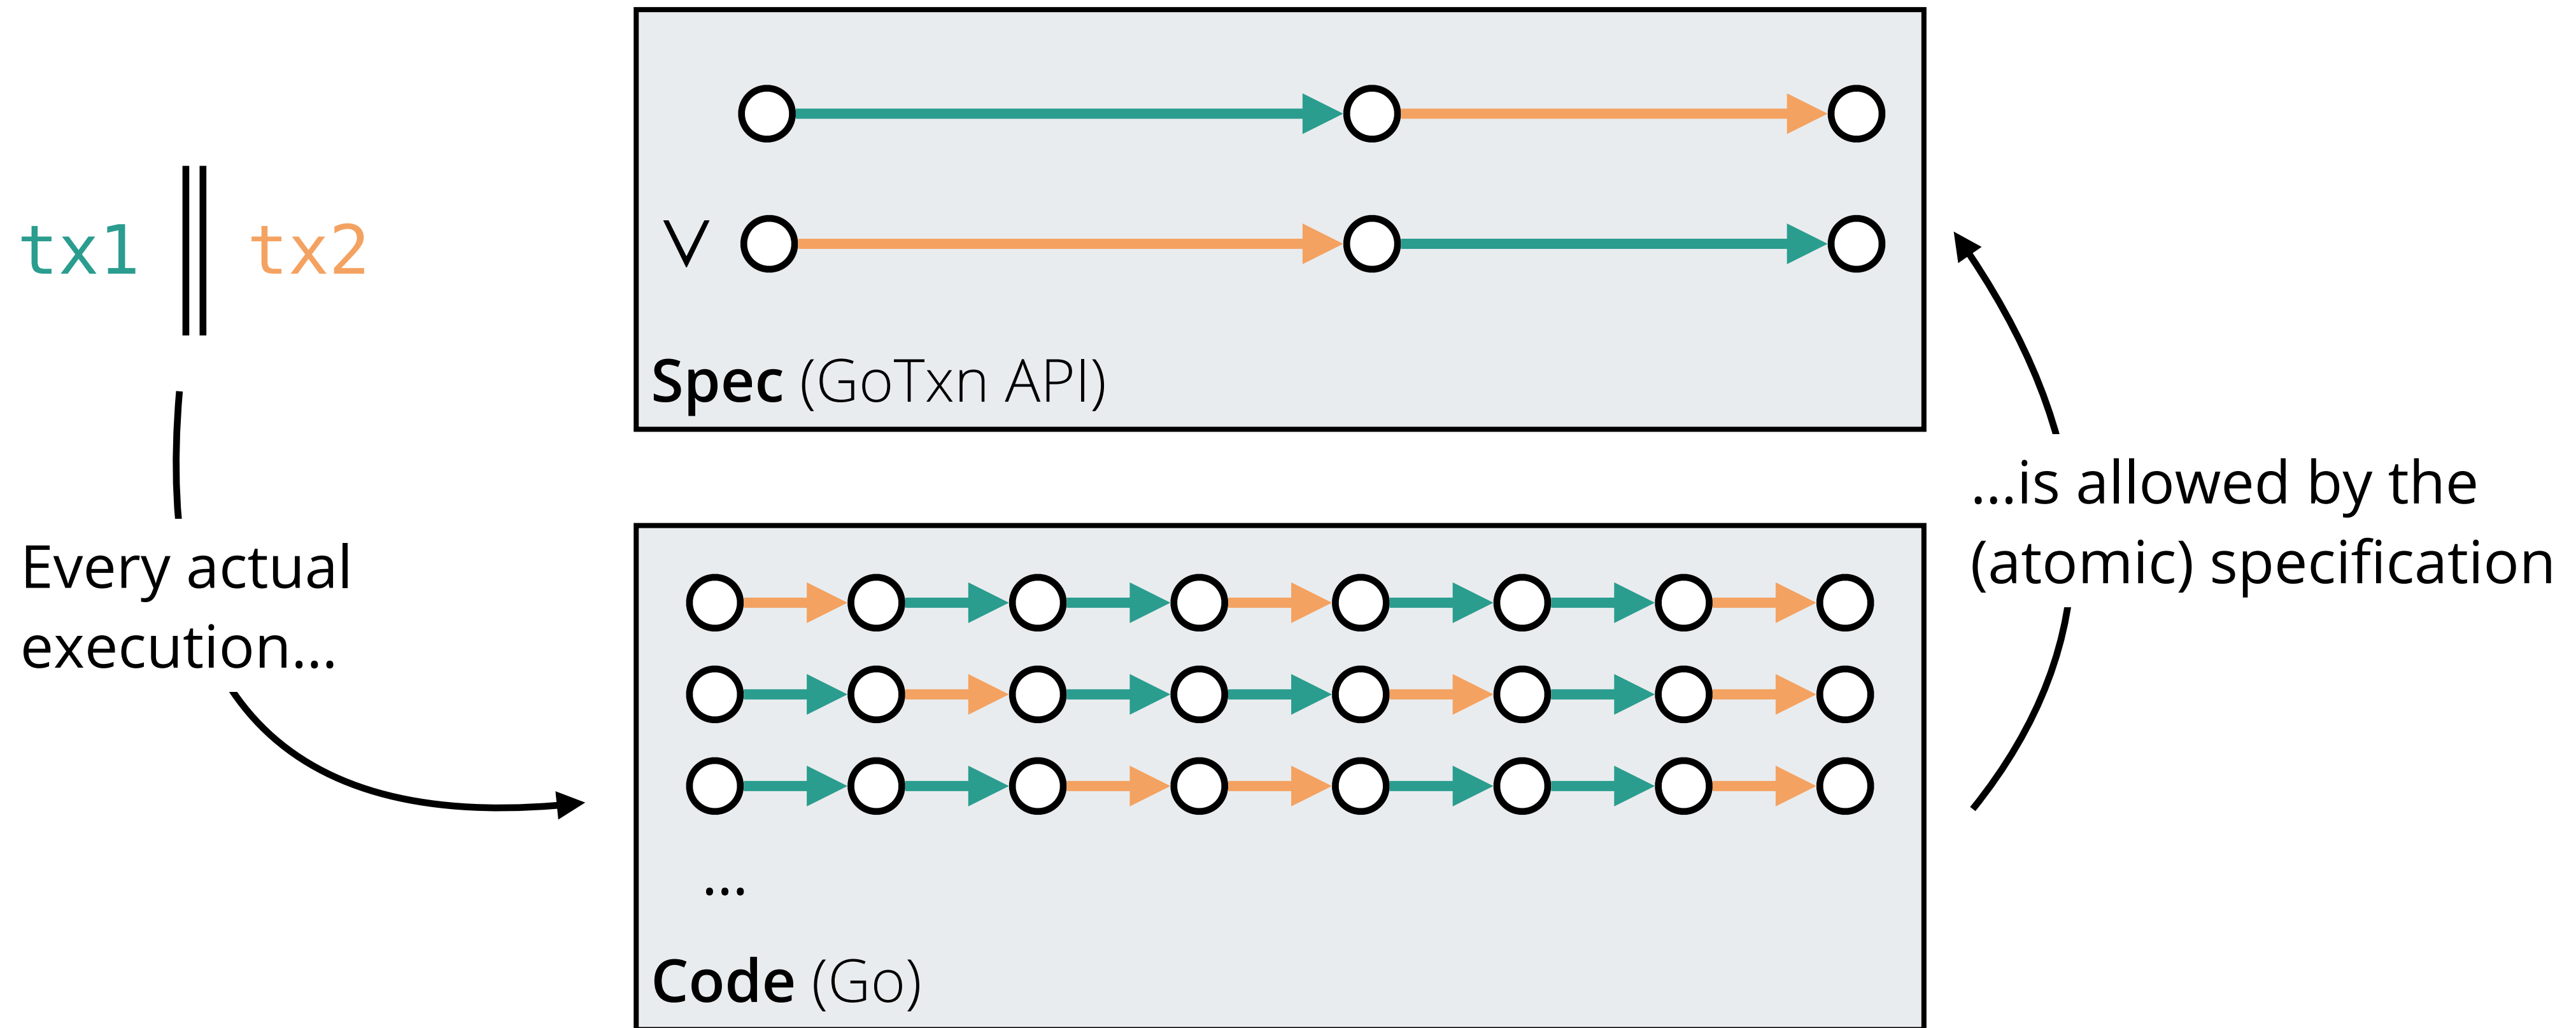 tx1 || tx2
∨
Spec (GoTxn API)
Every actual
execution...
...is allowed by the
(atomic) specification
...
Code (Go)